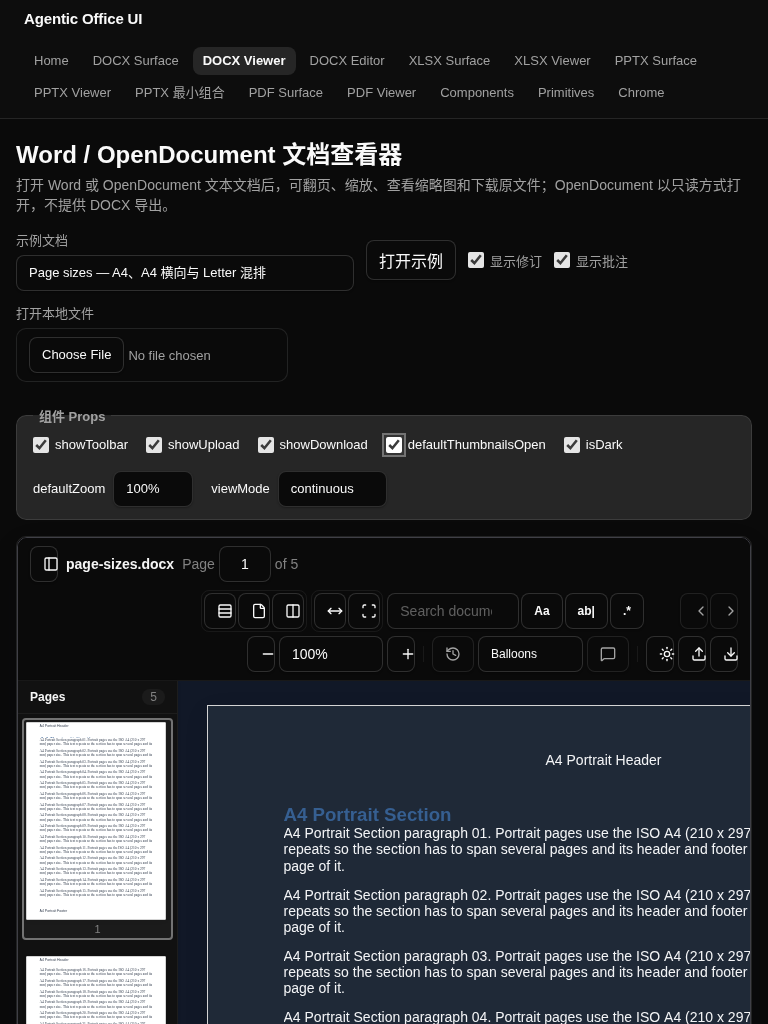 Agentic Office UI
Home DOCX Surface DOCX Viewer DOCX Editor XLSX Surface XLSX Viewer PPTX Surface
PPTX Viewer PPTX 最小组合 PDF Surface PDF Viewer Components Primitives Chrome
Word / OpenDocument 文档查看器
打开 Word 或 OpenDocument 文本文档后，可翻页、缩放、查看缩略图和下载原文件；OpenDocument 以只读方式打
开，不提供 DOCX 导出。
示例文档
Page sizes — A4、A4 横向与 Letter 混排 打开示例 显示修订 显示批注
打开本地文件
Choose File No file chosen
组件 Props
showToolbar showUpload showDownload defaultThumbnailsOpen isDark
defaultZoom 100% viewMode continuous
page-sizes.docx Page 1 of 5
Search docum Aa ab| .*
100% Balloons
Pages 5
A4 Portrait Header
A4 Portrait Footer
1
A4 Portrait Header
A4 Portrait Header
A4 Portrait Section
A4 Portrait Section paragraph 01. Portrait pages use the ISO A4 (210 x 297
repeats so the section has to span several pages and its header and footer
page of it.
A4 Portrait Section paragraph 02. Portrait pages use the ISO A4 (210 x 297
repeats so the section has to span several pages and its header and footer
page of it.
A4 Portrait Section paragraph 03. Portrait pages use the ISO A4 (210 x 297
repeats so the section has to span several pages and its header and footer
page of it.
A4 Portrait Section paragraph 04. Portrait pages use the ISO A4 (210 x 297